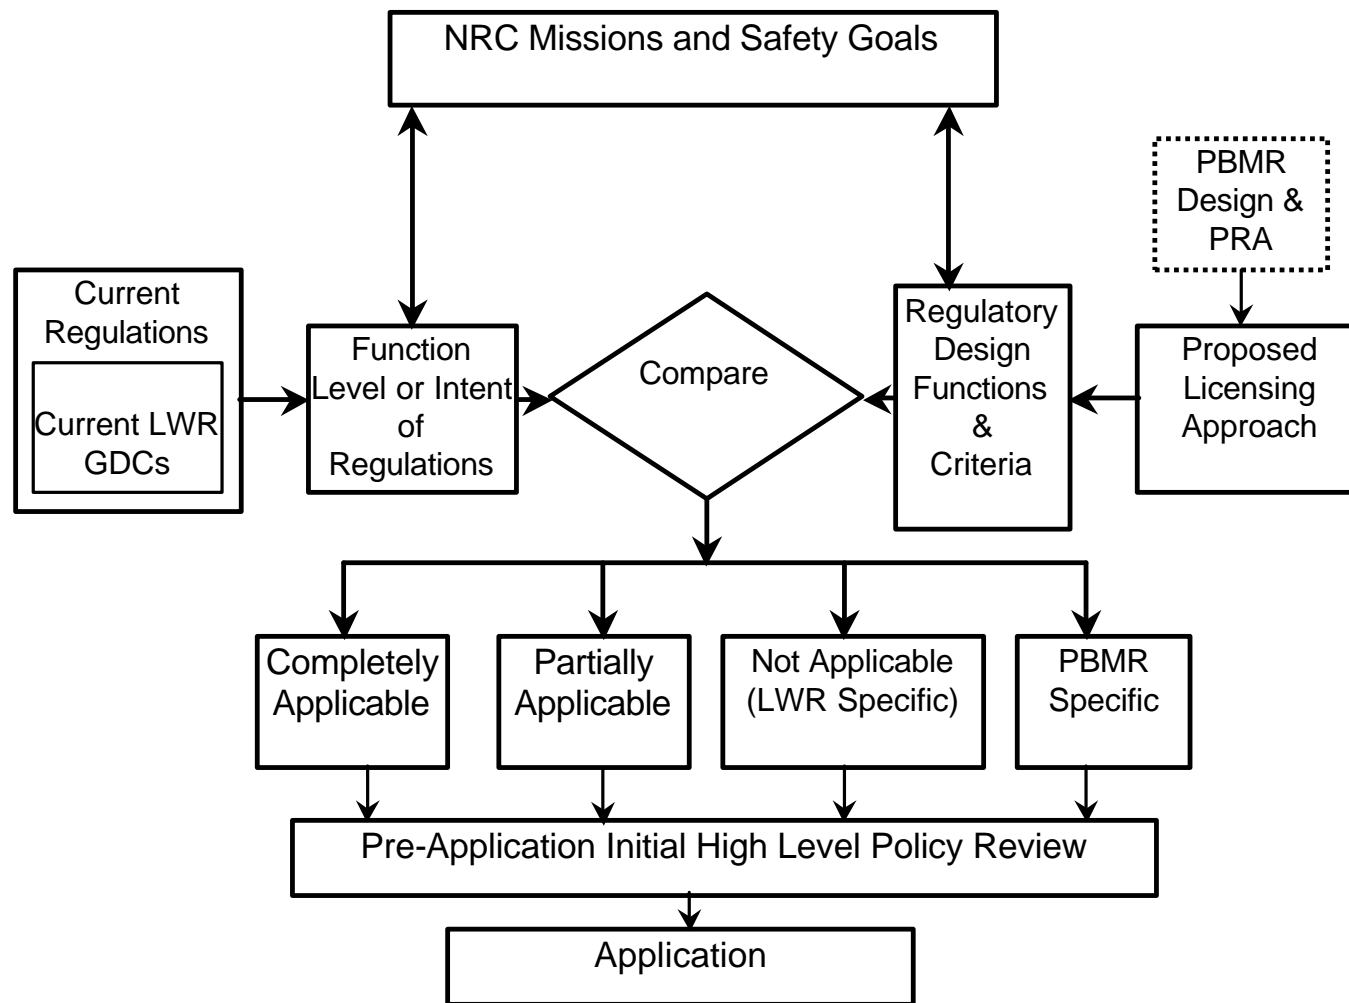 NRC Missions and Safety Goals
PBMR
Design &
PRA
Current
Regulations
Current LWR
GDCs
Function
Level or Intent
of
Regulations
Compare
Regulatory
Design
Functions
&
Criteria
Proposed
Licensing
Approach
Completely
Applicable
Partially
Applicable
Not Applicable
(LWR Specific)
PBMR
Specific
Pre-Application Initial High Level Policy Review
Application